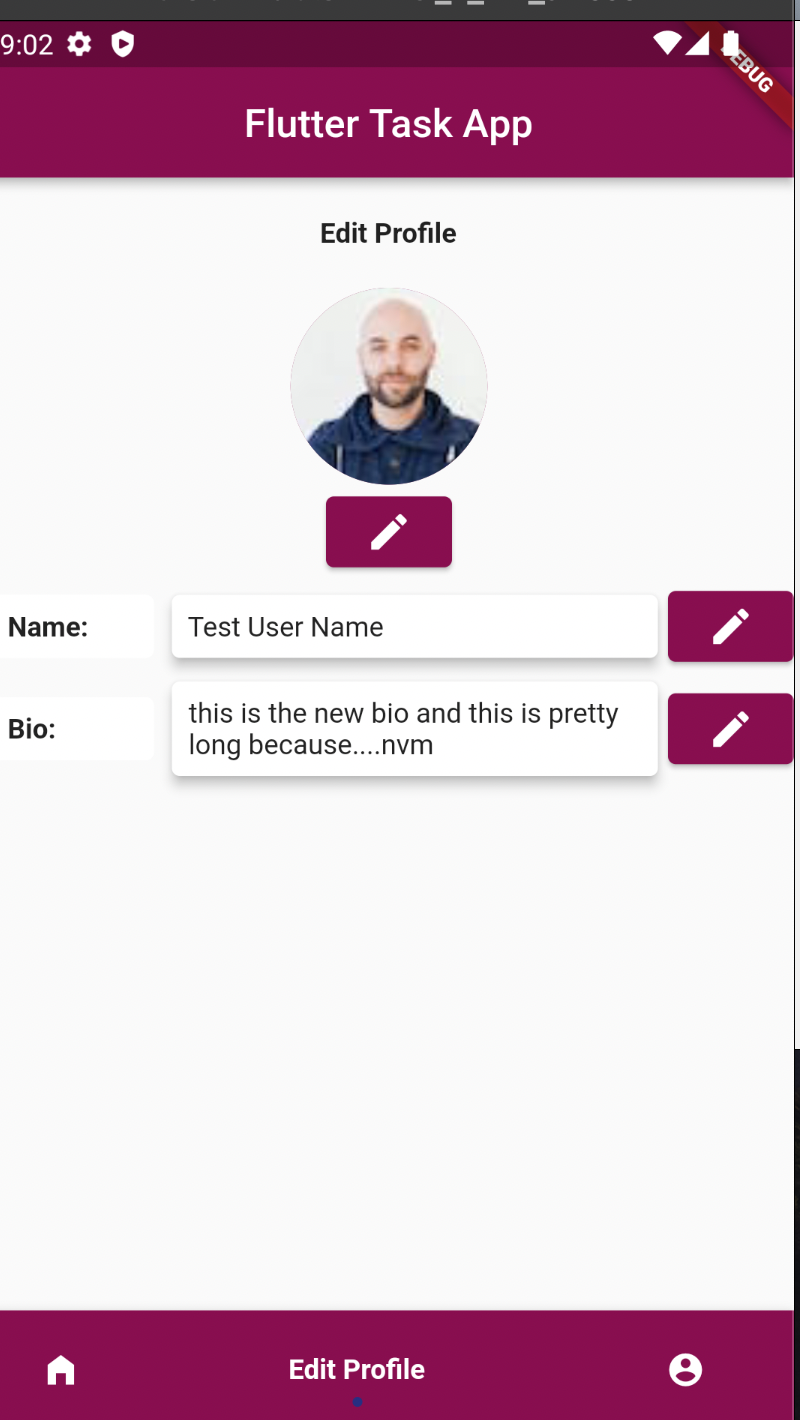 9:02
EBUG
Flutter Task App
Edit Profile
Name:
Test User Name
Bio:
this is the new bio and this is pretty
long because....nvm
Edit Profile